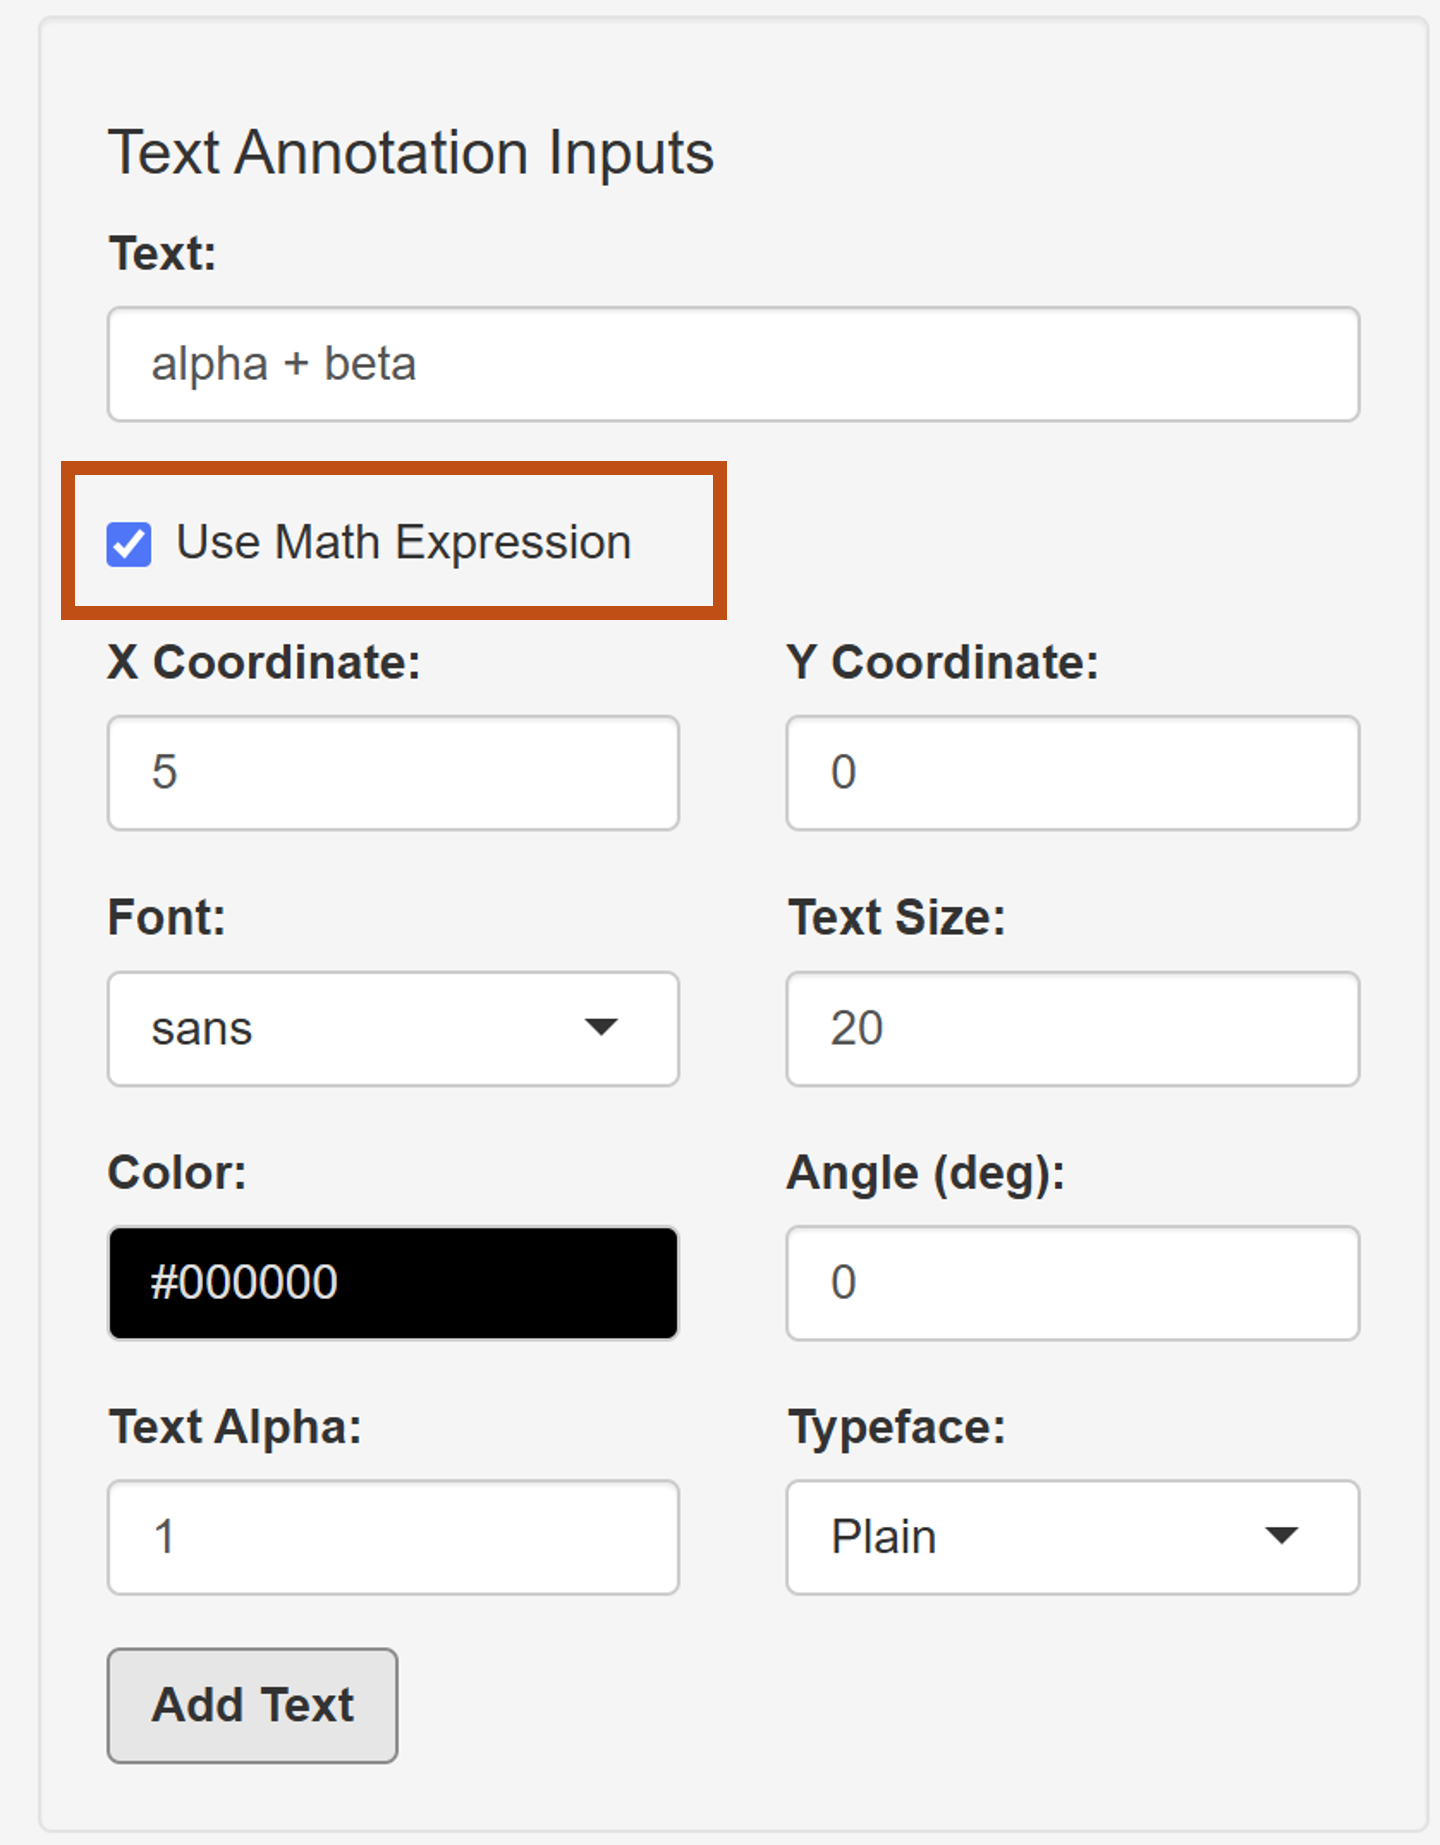 Text Annotation Inputs
Text:
alpha + beta
Use Math Expression
X Coordinate: Y Coordinate:
5 0
Font: Text Size:
sans 20
Color: Angle (deg):
#000000 0
Text Alpha: Typeface:
1 Plain
Add Text